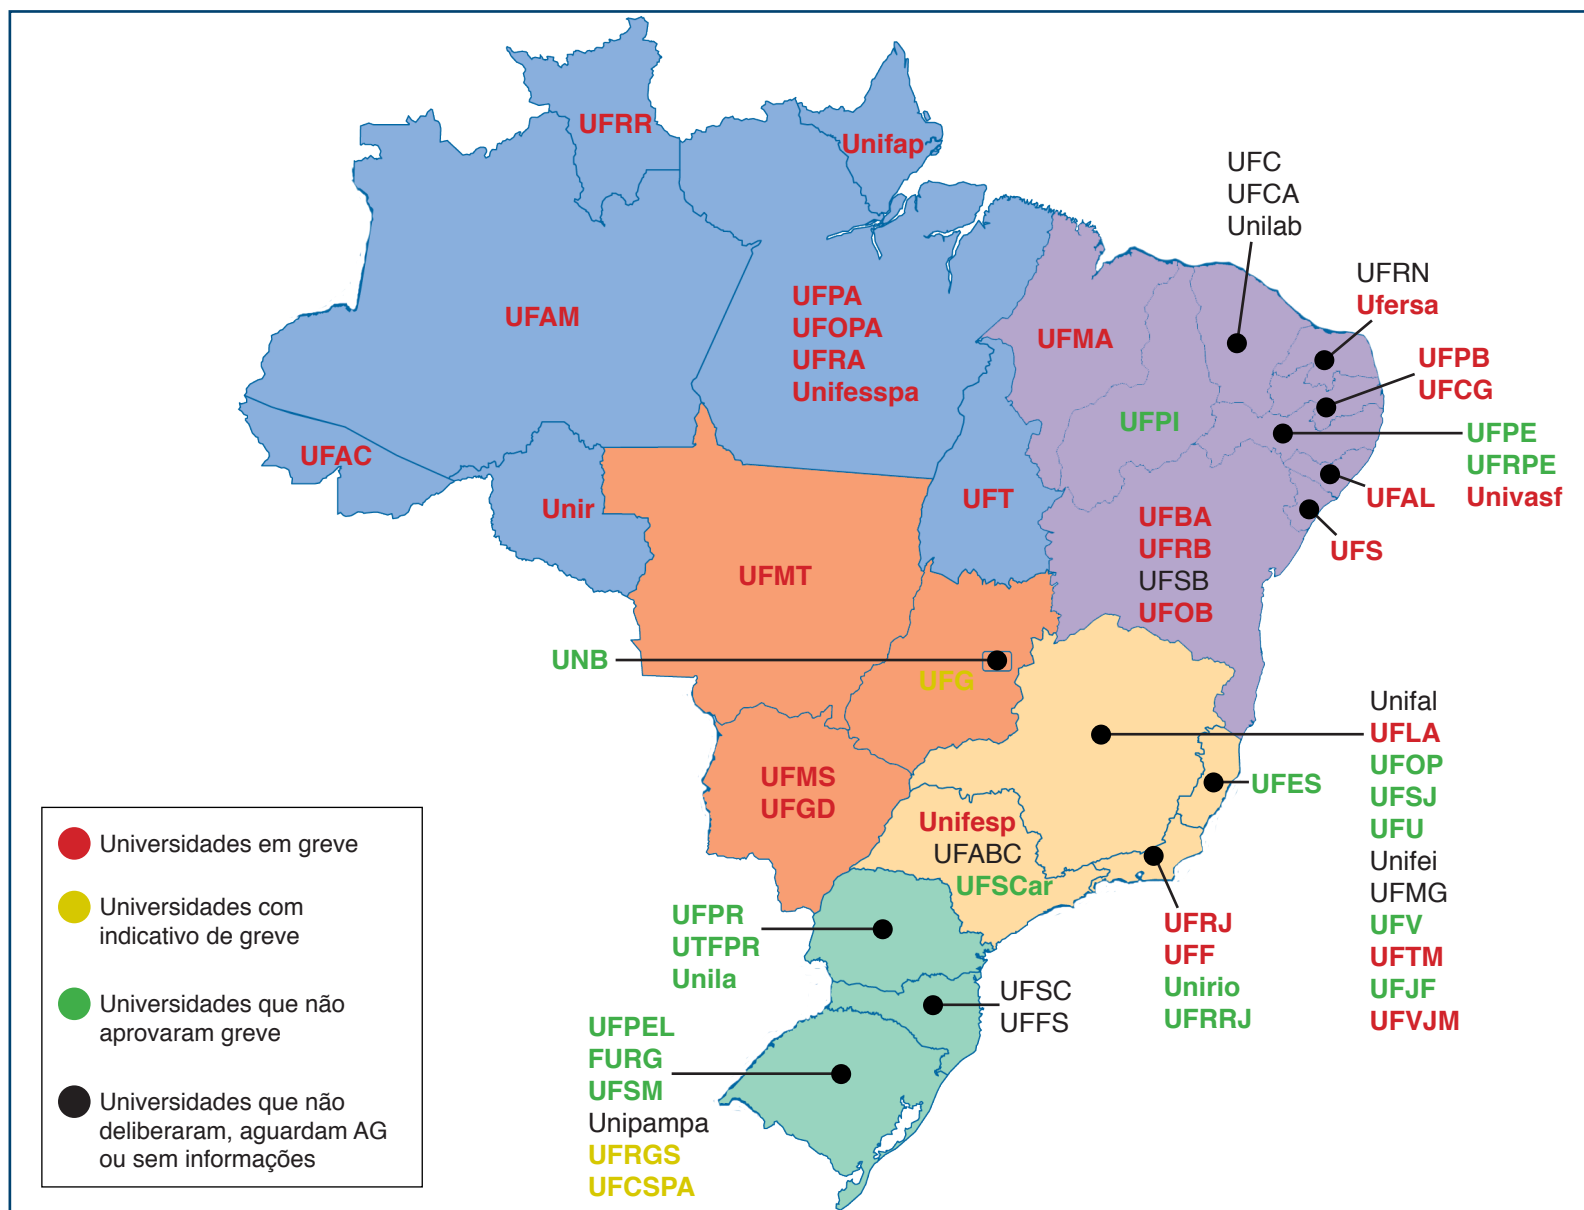 UFRR
Unifap
UFC
UFCA
Unilab
UFRN
Ufersa
UFAM
UFPA
UFOPA
UFRA
Unifesspa
UFMA
UFPB
UFCG
UFPI
UFPE
UFRPE
Univasf
UFAC
Unir
UFT
UFAL
UFS
UFBA
UFRB
UFSB
UFOB
UFMT
UNB
UFG
UFMS
UFGD
Unifal
UFLA
UFOP
UFSJ
UFU
Unifei
UFMG
UFV
UFTM
UFJF
UFVJM
UFES
Unifesp
UFABC
UFSCar
UFRJ
UFF
Unirio
UFRRJ
UFPR
UTFPR
Unila
UFSC
UFFS
UFPEL
FURG
UFSM
Unipampa
UFRGS
UFCSPA
Universidades em greve
Universidades com
indicativo de greve
Universidades que não
aprovaram greve
Universidades que não
deliberaram, aguardam AG
ou sem informações